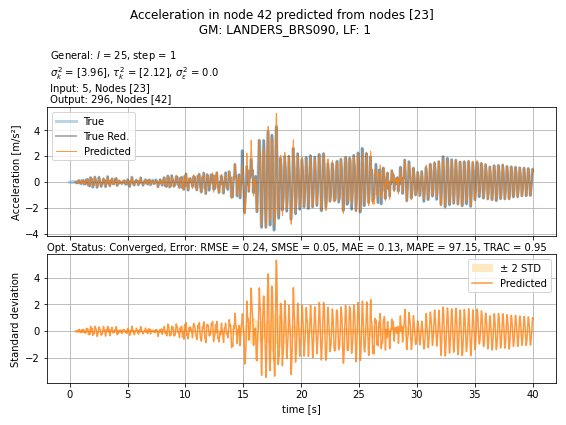 Acceleration in node 42 predicted from nodes [23]
GM: LANDERS_BRS090, LF: 1
General: l = 25, step = 1
σ²ₖ = [3.96], τ²ₖ = [2.12], σ²ε = 0.0
Input: 5, Nodes [23]
Output: 296, Nodes [42]
Acceleration [m/s²]
4
2
0
−2
−4
True
True Red.
Predicted
Opt. Status: Converged, Error: RMSE = 0.24, SMSE = 0.05, MAE = 0.13, MAPE = 97.15, TRAC = 0.95
Standard deviation
4
2
0
−2
± 2 STD
Predicted
0 5 10 15 20 25 30 35 40
time [s]